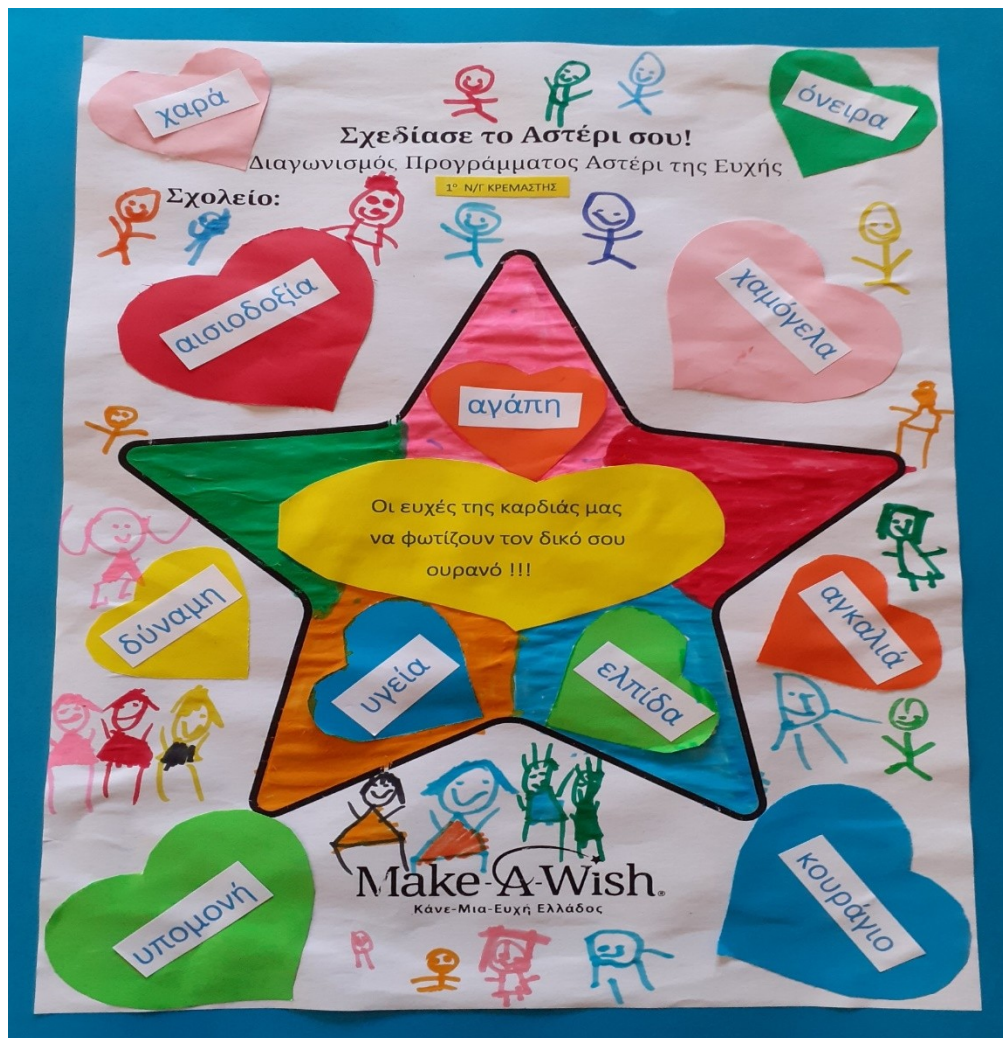 χαρά
όνειρα
Σχεδίασε το Αστέρι σου!
Διαγωνισμός Προγράμματος Αστέρι της Ευχής
1º Ν/Γ ΚΡΕΜΑΣΤΗΣ
Σχολείο:
αισιοδοξία
χαμόγελα
αγάπη
Οι ευχές της καρδιάς μας
να φωτίζουν τον δικό σου
ουρανό !!!
δύναμη
αγκαλιά
υγεία
ελπίδα
υπομονή
κουράγιο
Make-A-Wish®
Κάνε-Μια-Ευχή Ελλάδος